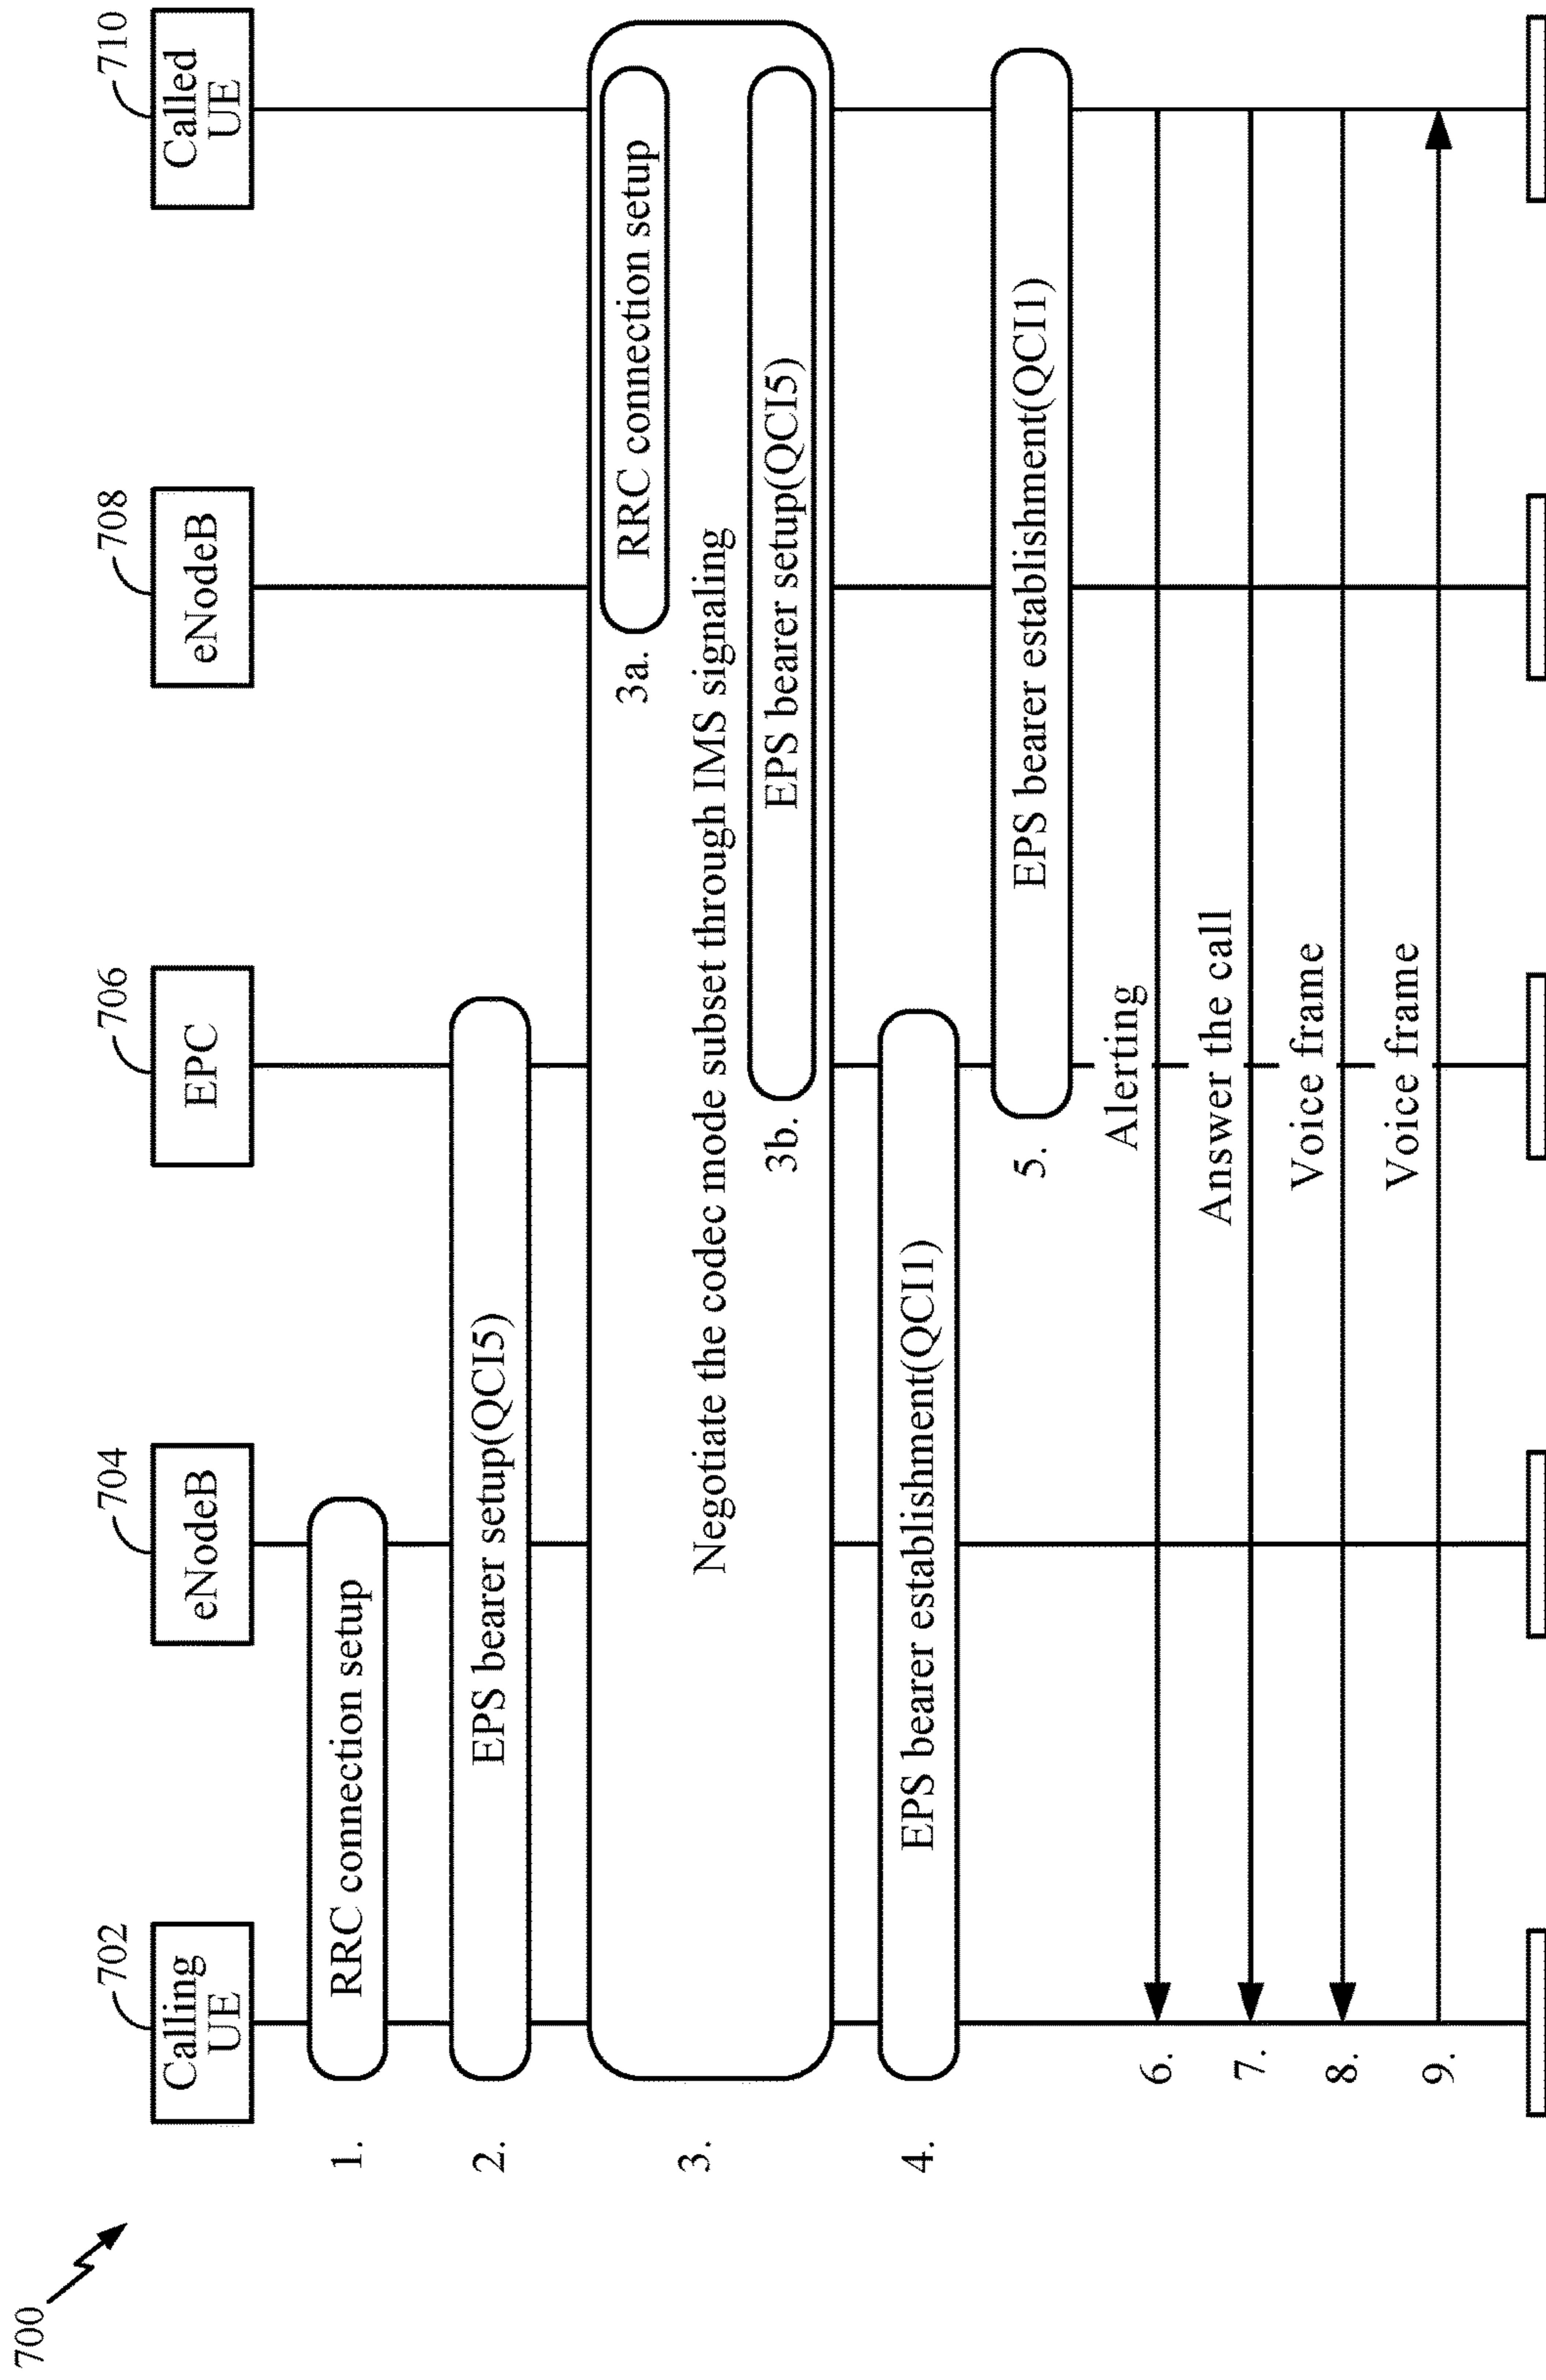 700
702
704
706
708
710
Calling
UE
eNodeB
EPC
eNodeB
Called
UE
1.
RRC connection setup
2.
EPS bearer setup(QCI5)
3.
3a.
RRC connection setup
Negotiate the codec mode subset through IMS signaling
3b.
EPS bearer setup(QCI5)
4.
EPS bearer establishment(QCI1)
5.
EPS bearer establishment(QCI1)
Alerting
6.
Answer the call
7.
Voice frame
8.
Voice frame
9.